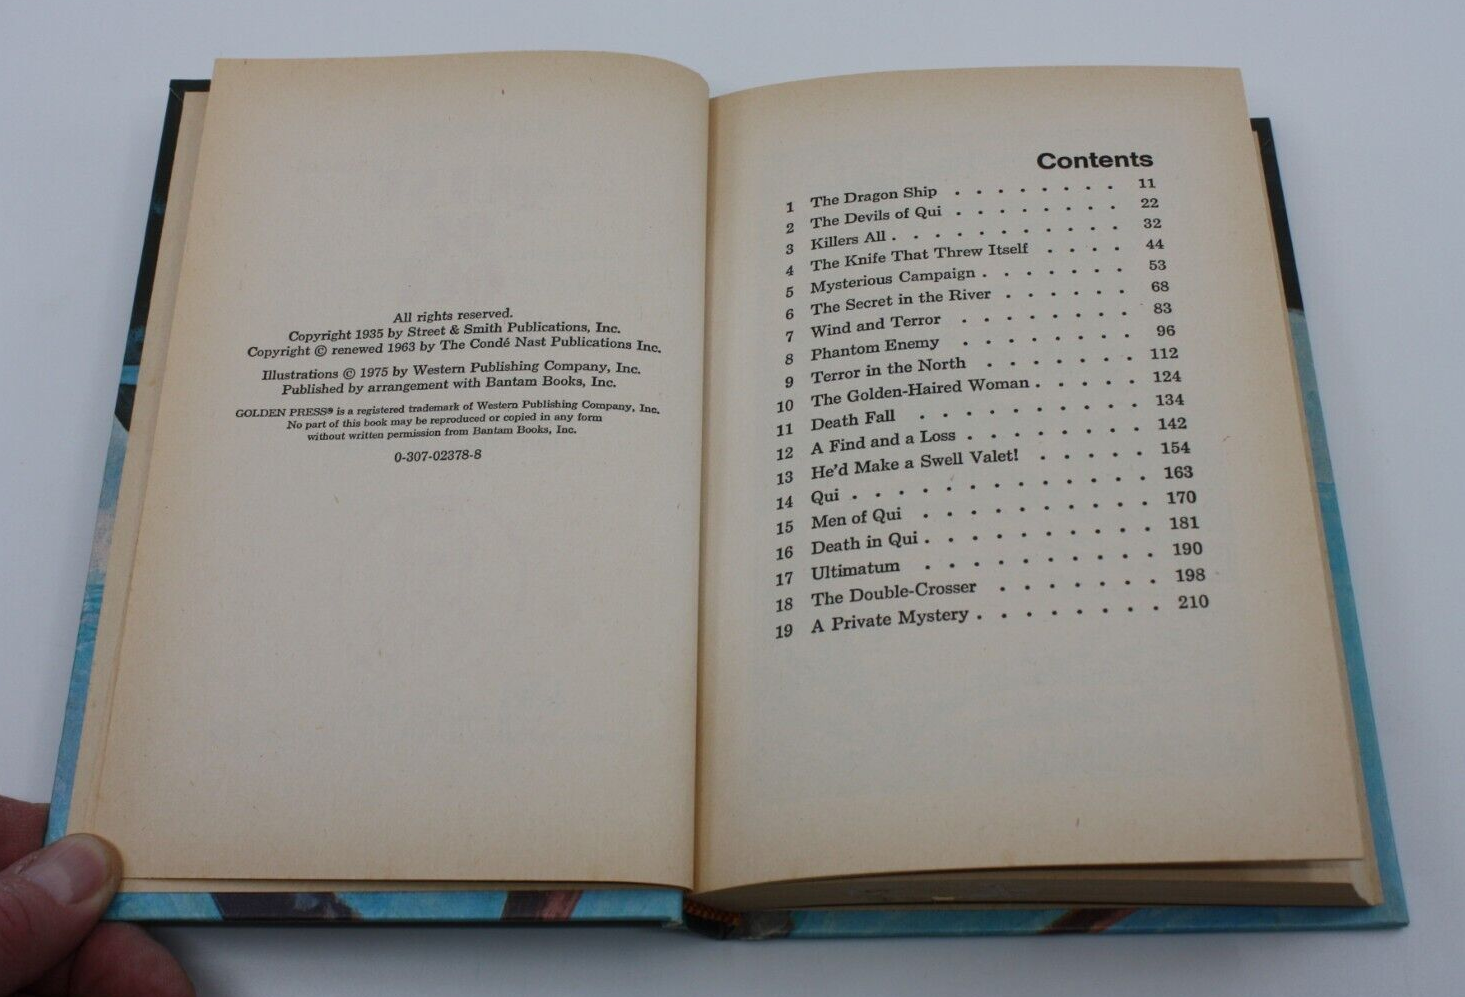 All rights reserved.
Copyright 1935 by Street & Smith Publications, Inc.
Copyright © renewed 1963 by The Condé Nast Publications Inc.
Illustrations © 1975 by Western Publishing Company, Inc.
Published by arrangement with Bantam Books, Inc.
GOLDEN PRESS® is a registered trademark of Western Publishing Company, Inc.
No part of this book may be reproduced or copied in any form
without written permission from Bantam Books, Inc.
0-307-02378-8
Contents
1 The Dragon Ship . . . . . . . . 11
2 The Devils of Qui . . . . . . . . 22
3 Killers All . . . . . . . . . . . 32
4 The Knife That Threw Itself . . . . 44
5 Mysterious Campaign . . . . . . . 53
6 The Secret in the River . . . . . . 68
7 Wind and Terror . . . . . . . . 83
8 Phantom Enemy . . . . . . . . 96
9 Terror in the North . . . . . . . 112
10 The Golden-Haired Woman . . . . . 124
11 Death Fall . . . . . . . . . . 134
12 A Find and a Loss . . . . . . . . 142
13 He'd Make a Swell Valet! . . . . . 154
14 Qui . . . . . . . . . . . . . 163
15 Men of Qui . . . . . . . . . . 170
16 Death in Qui . . . . . . . . . . 181
17 Ultimatum . . . . . . . . . . 190
18 The Double-Crosser . . . . . . . 198
19 A Private Mystery . . . . . . . . 210